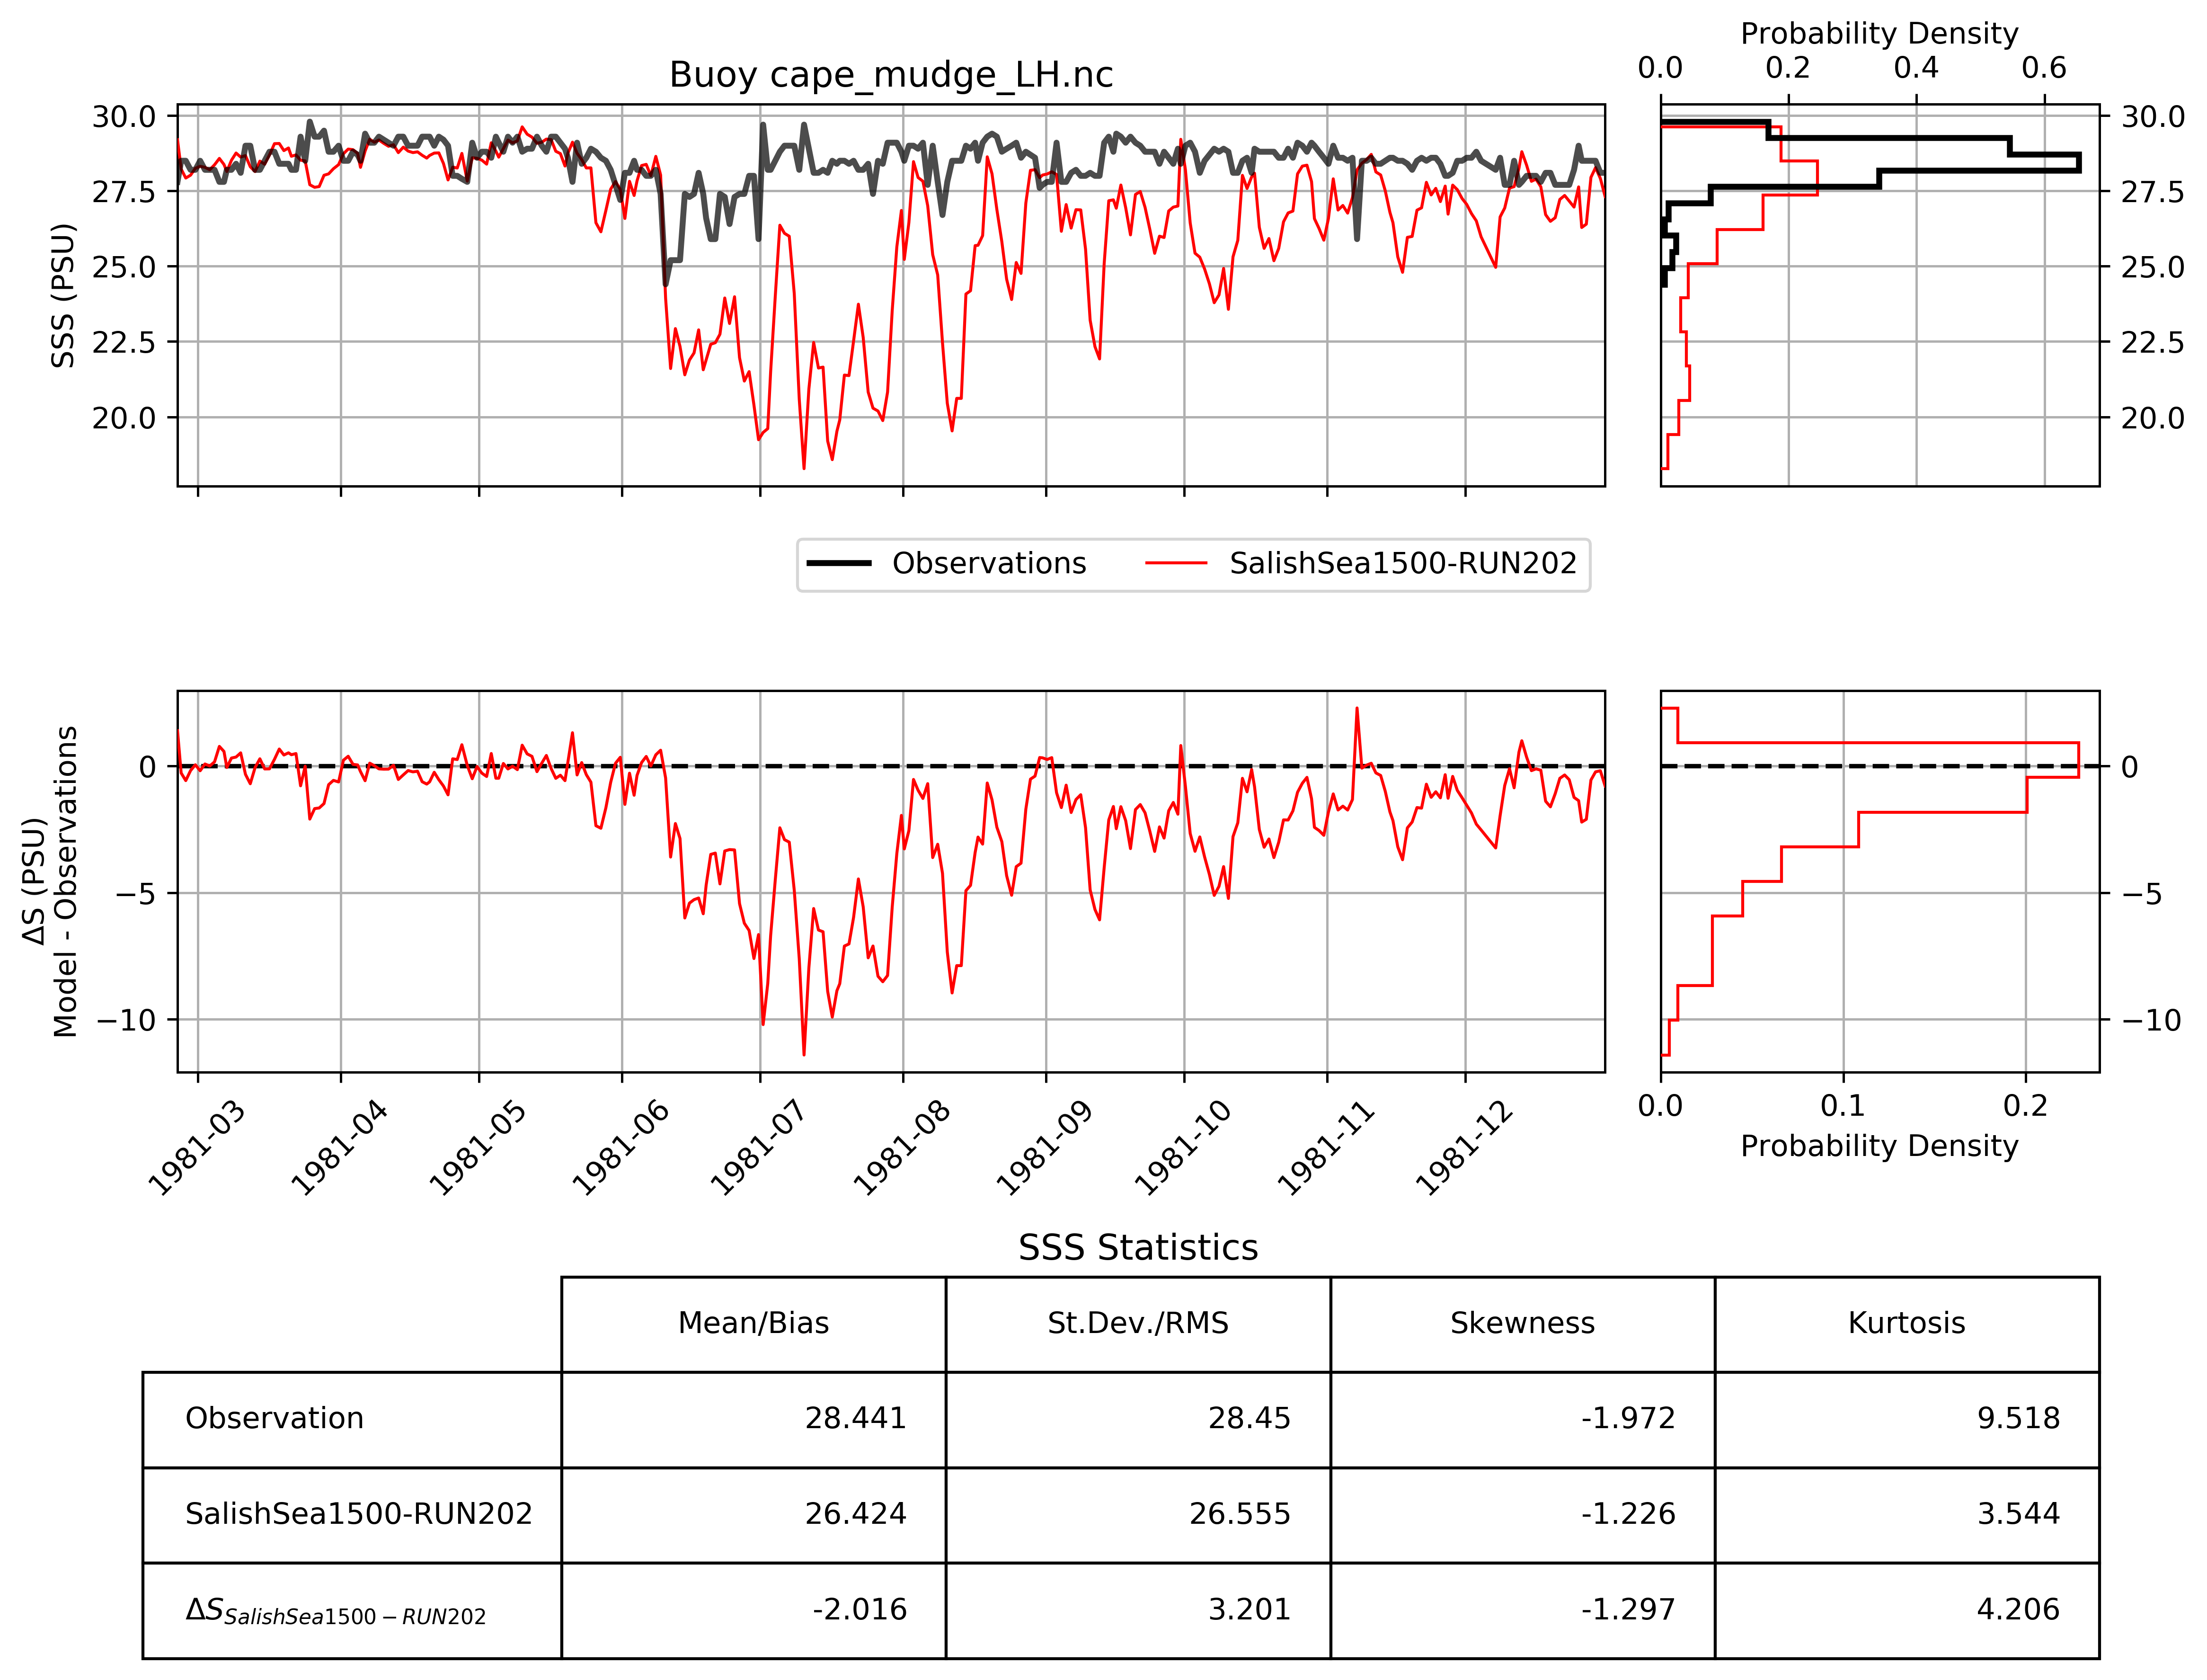 Probability Density
0.0 0.2 0.4 0.6
Buoy cape_mudge_LH.nc
30.0
27.5
25.0
22.5
20.0
SSS (PSU)
30.0
27.5
25.0
22.5
20.0
Observations SalishSea1500-RUN202
ΔS (PSU)
Model - Observations
0
−5
−10
0
−5
−10
1981-03 1981-04 1981-05 1981-06 1981-07 1981-08 1981-09 1981-10 1981-11 1981-12
0.0 0.1 0.2
Probability Density
SSS Statistics
Mean/Bias St.Dev./RMS Skewness Kurtosis
Observation 28.441 28.45 -1.972 9.518
SalishSea1500-RUN202 26.424 26.555 -1.226 3.544
ΔS SalishSea1500−RUN202 -2.016 3.201 -1.297 4.206